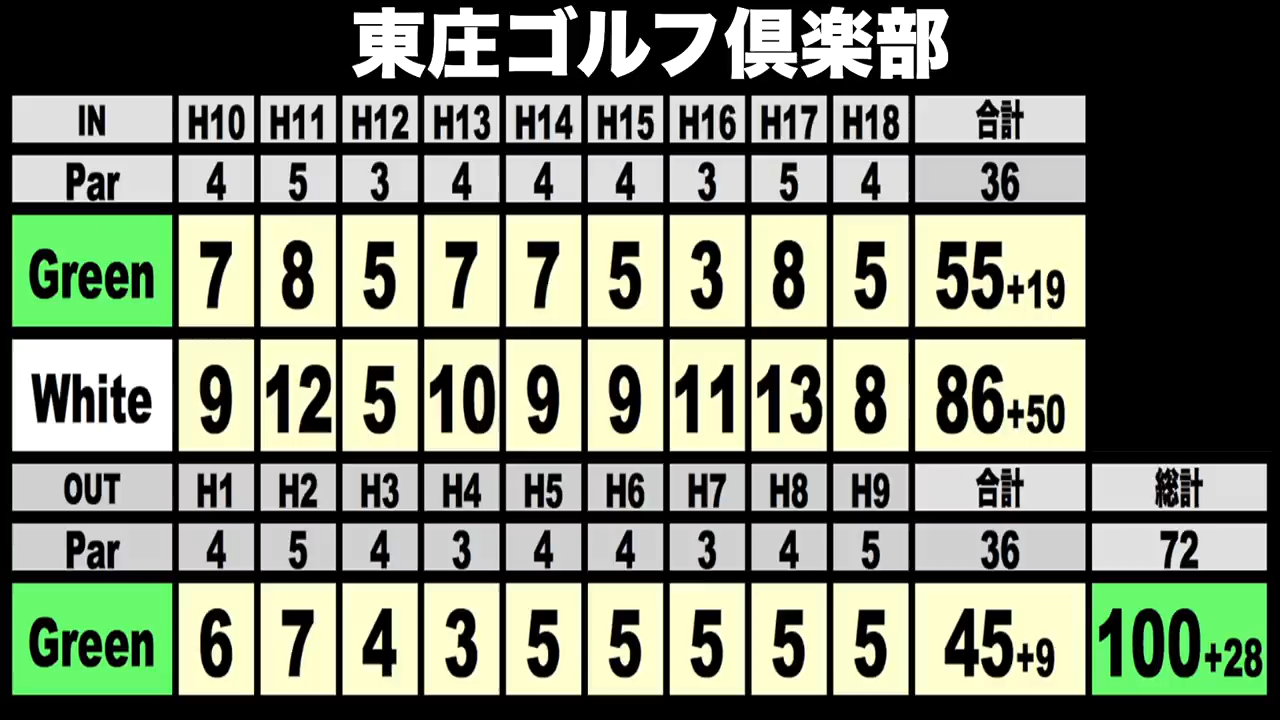 東庄ゴルフ倶楽部
IN H10 H11 H12 H13 H14 H15 H16 H17 H18 合計
Par 4 5 3 4 4 4 3 5 4 36
Green 7 8 5 7 7 5 3 8 5 55+19
White 9 12 5 10 9 9 11 13 8 86+50
OUT H1 H2 H3 H4 H5 H6 H7 H8 H9 合計 総計
Par 4 5 4 3 4 4 3 4 5 36 72
Green 6 7 4 3 5 5 5 5 5 45+9 100+28